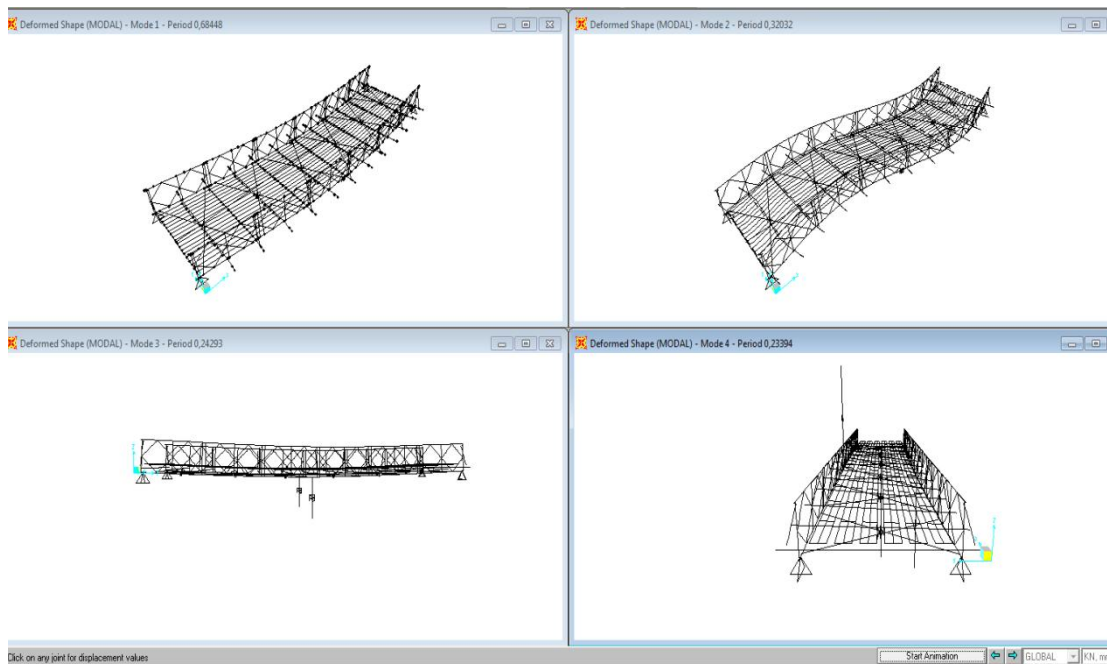 Deformed Shape (MODAL) - Mode 1 - Period 0,68448
Deformed Shape (MODAL) - Mode 2 - Period 0,32032
Deformed Shape (MODAL) - Mode 3 - Period 0,24293
Deformed Shape (MODAL) - Mode 4 - Period 0,23394
Click on any joint for displacement values
Start Animation
GLOBAL
KN,